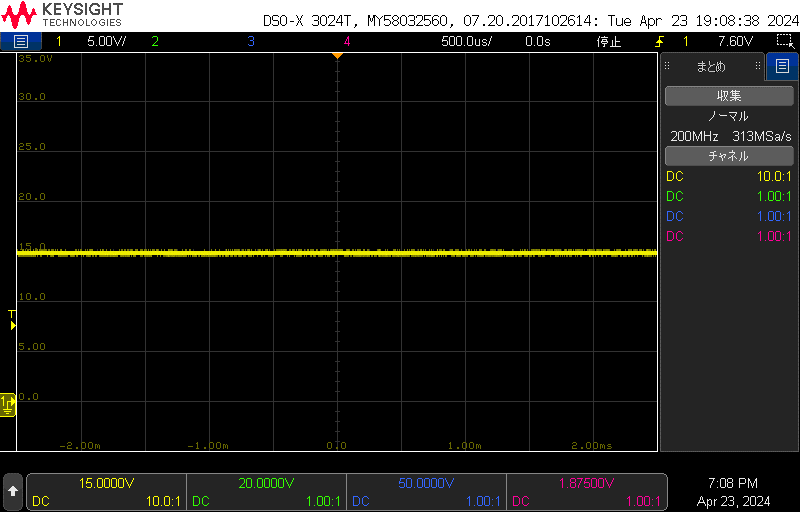 KEYSIGHT
TECHNOLOGIES
DSO-X 3024T, MY58032560, 07.20.2017102614: Tue Apr 23 19:08:38 2024
1 5.00V/ 2 3 4 500.0us/ 0.0s 停止 1 7.60V
35.0V
30.0
25.0
20.0
15.0
10.0
5.00
0.0
T
1
-2.00m -1.00m 0.0 1.00m 2.00ms
まとめ
収集
ノーマル
200MHz 313MSa/s
チャネル
DC 10.0:1
DC 1.00:1
DC 1.00:1
DC 1.00:1
15.0000V 20.0000V 50.0000V 1.87500V
DC 10.0:1 DC 1.00:1 DC 1.00:1 DC 1.00:1
7:08 PM
Apr 23, 2024